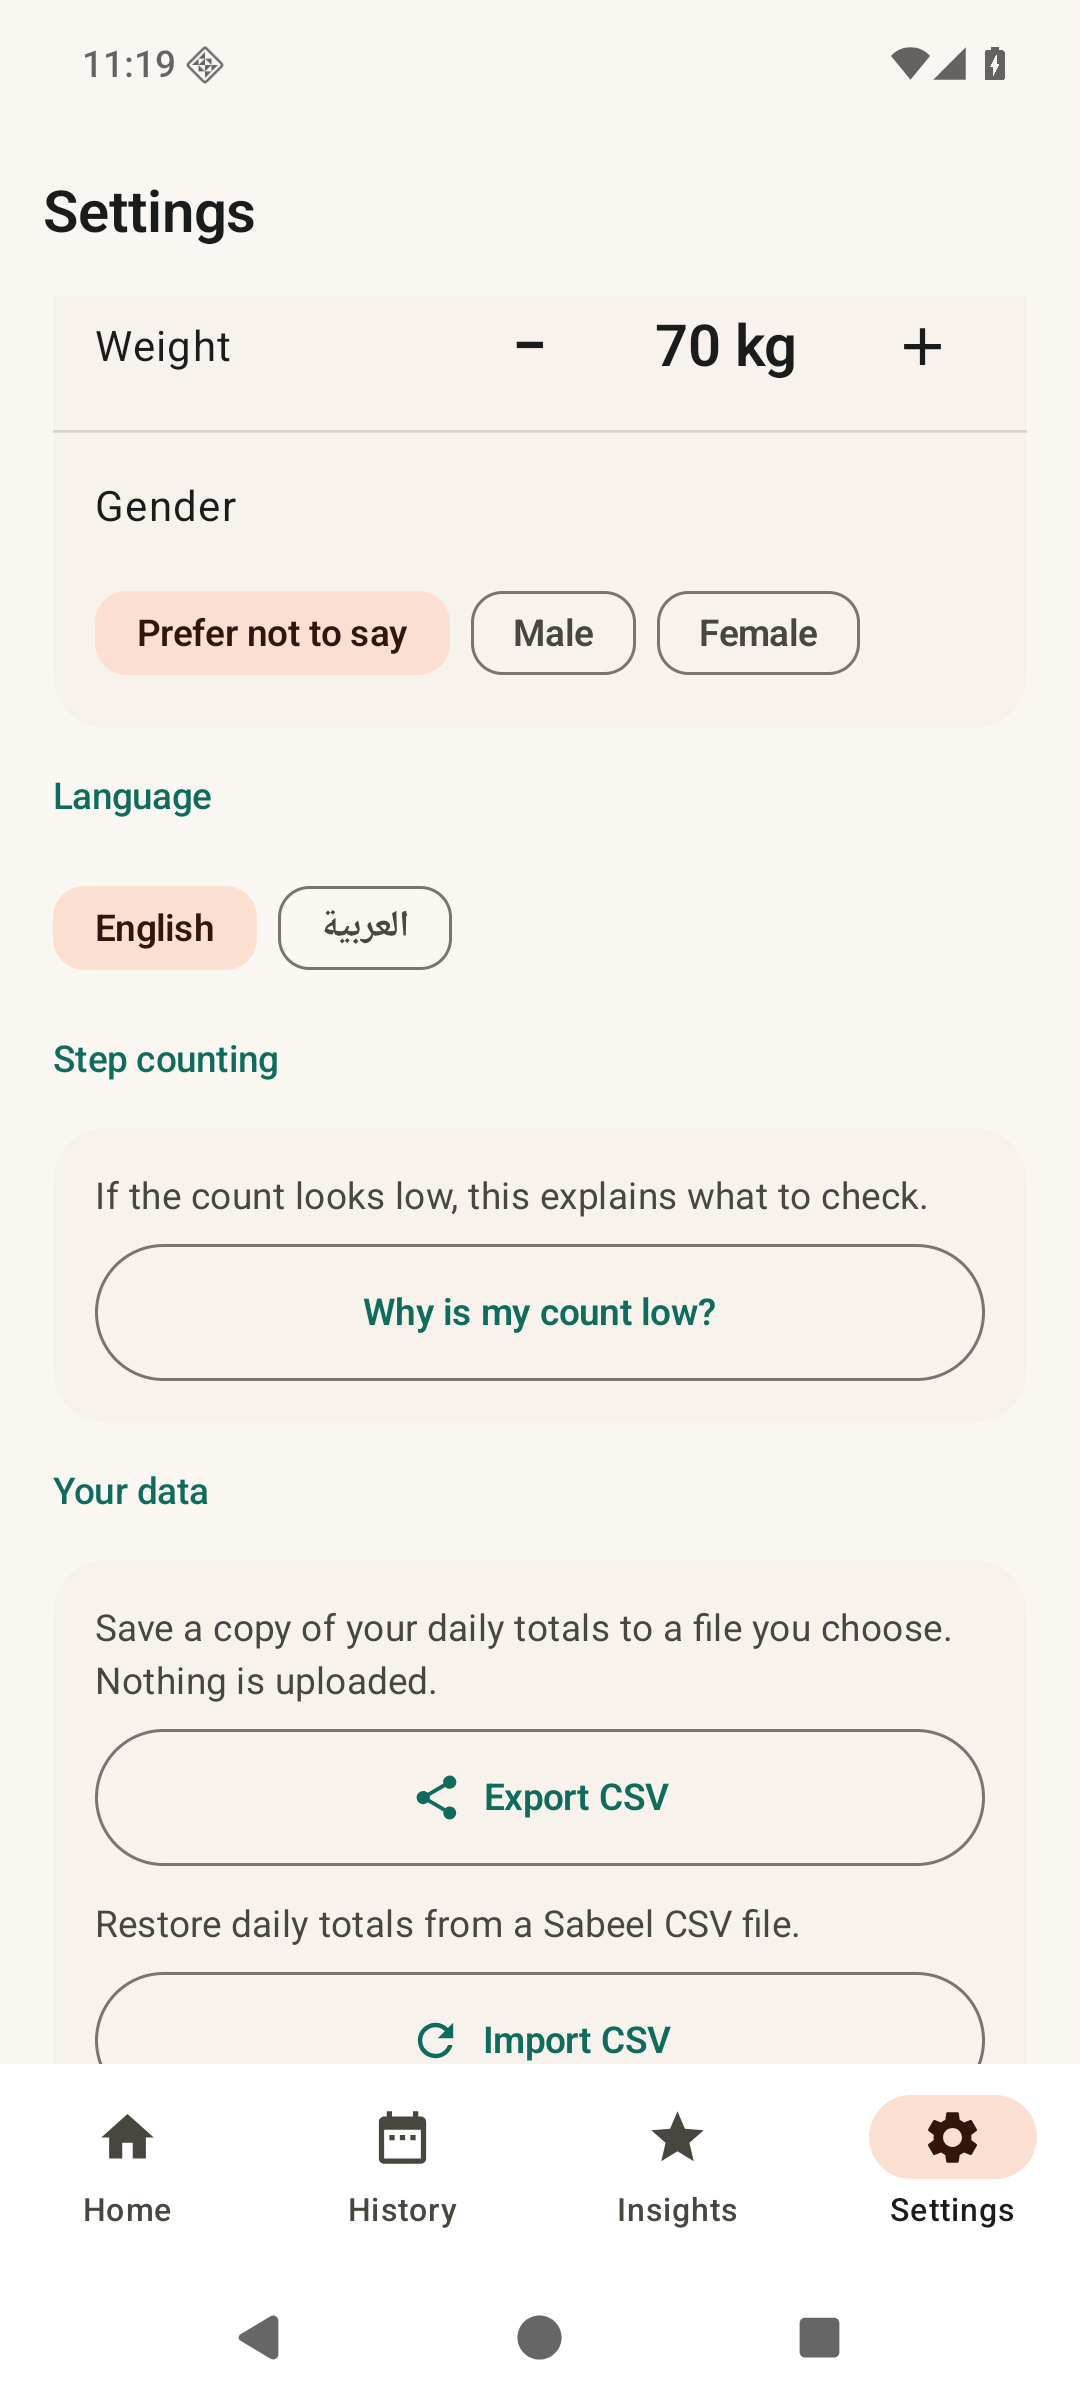 11:19
Settings
Weight - 70 kg +
Gender
Prefer not to say Male Female
Language
English العربية
Step counting
If the count looks low, this explains what to check.
Why is my count low?
Your data
Save a copy of your daily totals to a file you choose.
Nothing is uploaded.
Export CSV
Restore daily totals from a Sabeel CSV file.
Import CSV
Home History Insights Settings